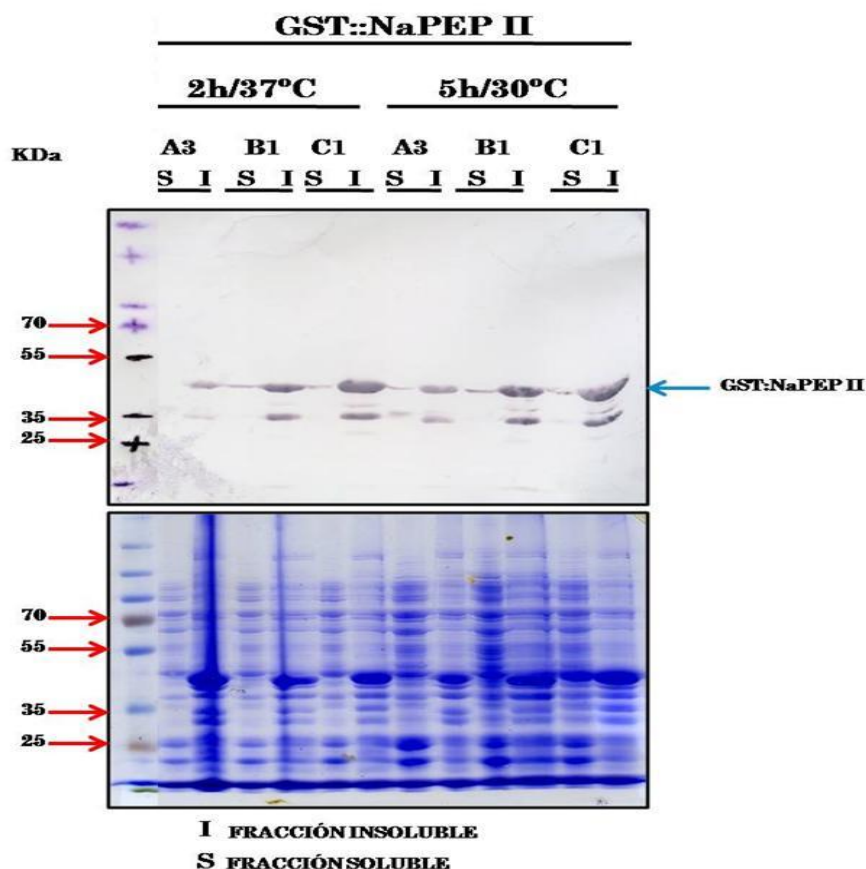 GST::NaPEP II
2h/37ºC 5h/30ºC
KDa A3 B1 C1 A3 B1 C1
S I S I S I S I S I S I
70
55
35
25
GST:NaPEP II
70
55
35
25
I FRACCIÓN INSOLUBLE
S FRACCIÓN SOLUBLE